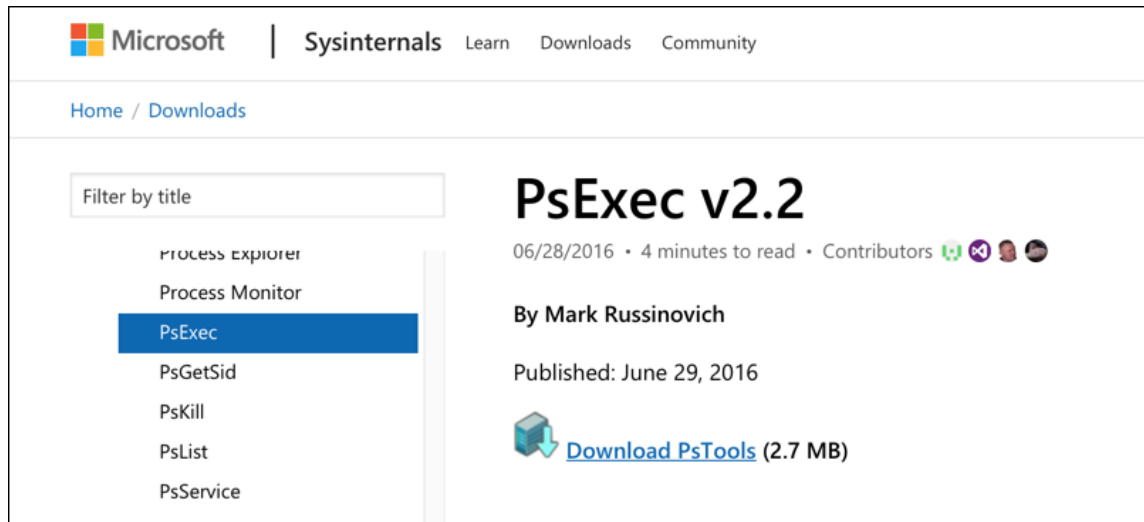 Microsoft | Sysinternals Learn Downloads Community
Home / Downloads
Filter by title
Process Explorer
Process Monitor
PsExec
PsGetSid
PsKill
PsList
PsService
PsExec v2.2
06/28/2016 • 4 minutes to read • Contributors
By Mark Russinovich
Published: June 29, 2016
Download PsTools (2.7 MB)